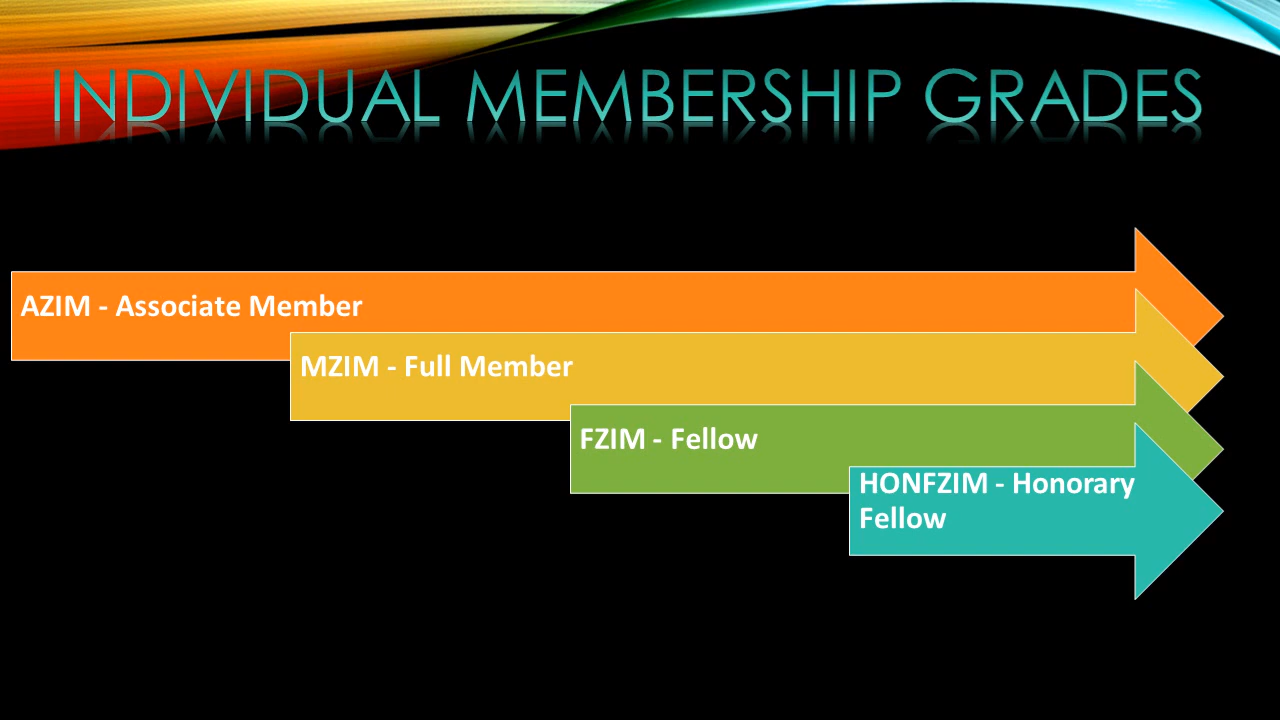 INDIVIDUAL MEMBERSHIP GRADES
AZIM - Associate Member
MZIM - Full Member
FZIM - Fellow
HONFZIM - Honorary
Fellow